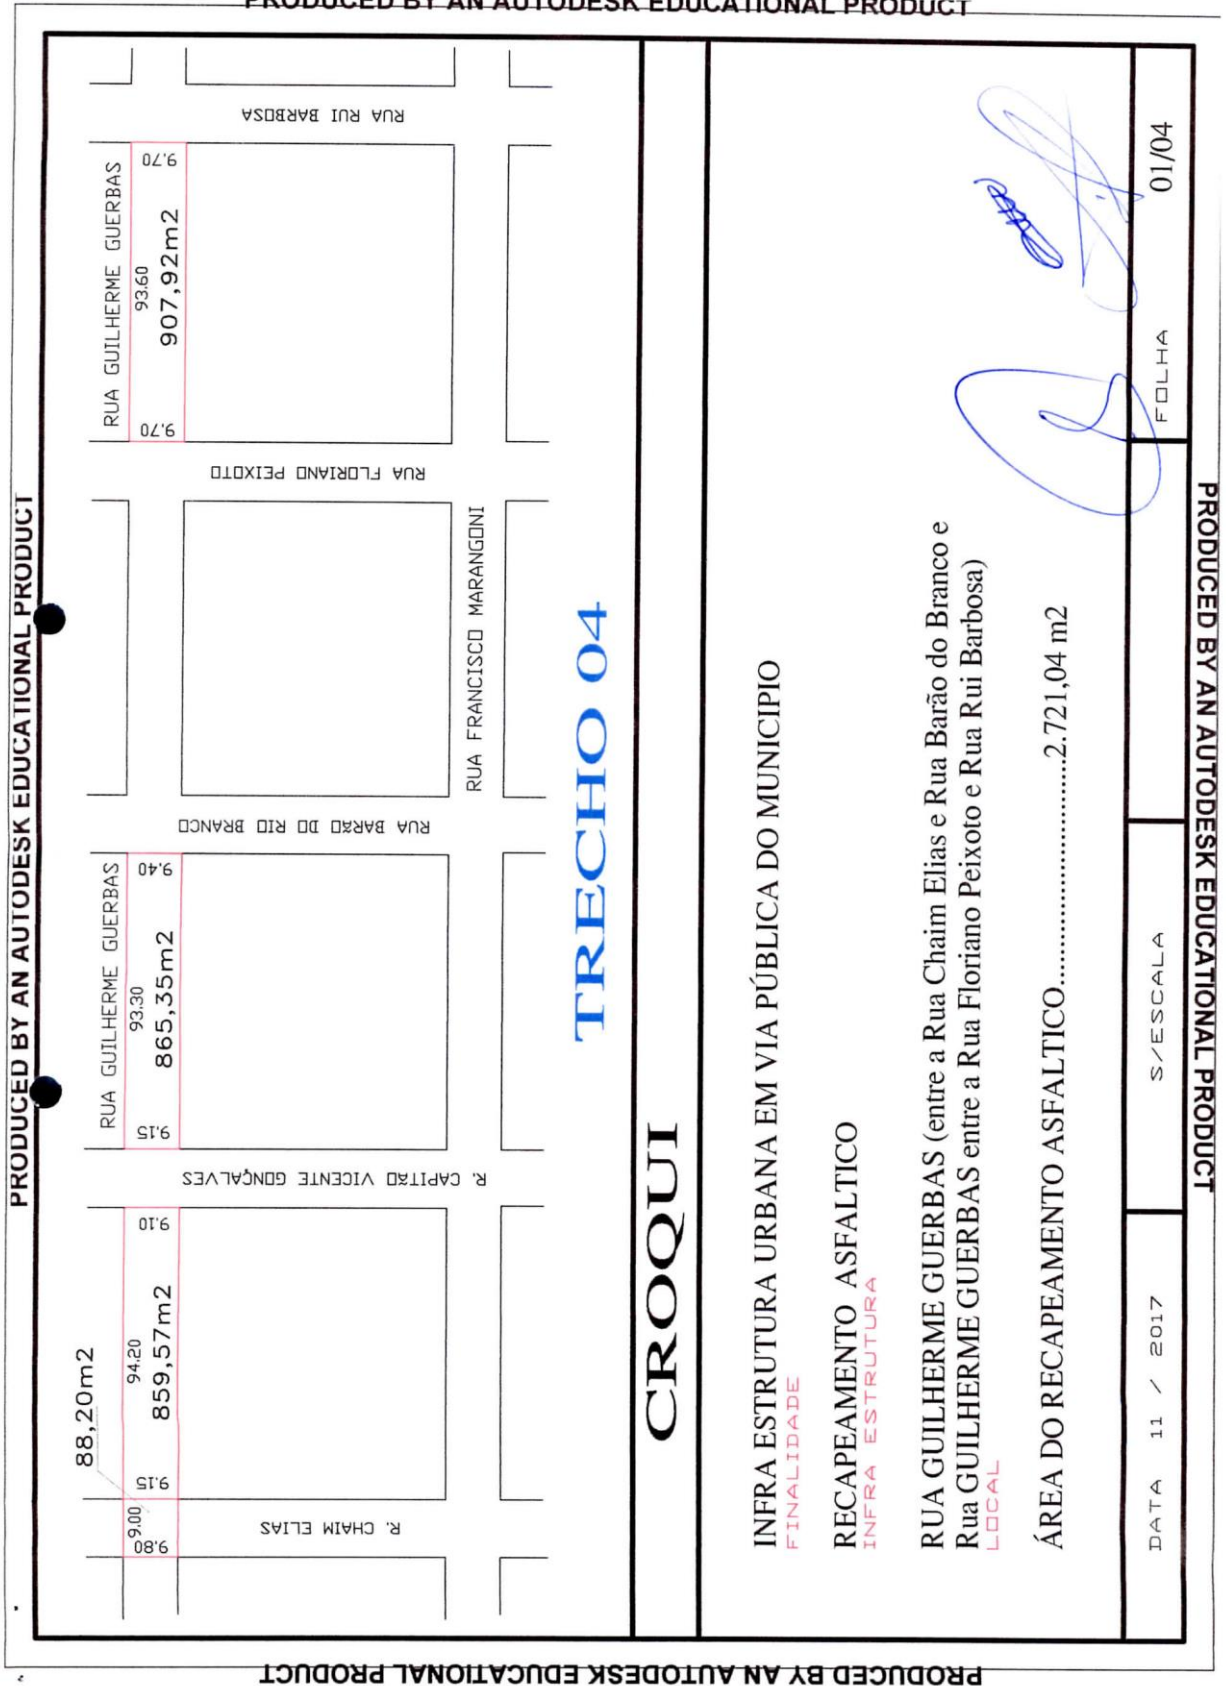 PRODUCED BY AN AUTODESK EDUCATIONAL PRODUCT
PRODUCED BY AN AUTODESK EDUCATIONAL PRODUCT
PRODUCED BY AN AUTODESK EDUCATIONAL PRODUCT
PRODUCED BY AN AUTODESK EDUCATIONAL PRODUCT
88,20m2
9.00
9.80
9.15
94.20
859,57m2
9.10
R. CHAIM ELIAS
R. CAPITÃO VICENTE GONÇALVES
RUA GUILHERME GUERBAS
93.30
865,35m2
9.15
9.40
RUA BARÃO DO RIO BRANCO
RUA FRANCISCO MARANGONI
RUA FLORIANO PEIXOTO
RUA GUILHERME GUERBAS
93.60
907,92m2
9.70
9.70
RUA RUI BARBOSA
TRECHO 04
CROQUI
INFRA ESTRUTURA URBANA EM VIA PÚBLICA DO MUNICIPIO
FINALIDADE
RECAPEAMENTO ASFALTICO
INFRA ESTRUTURA
RUA GUILHERME GUERBAS (entre a Rua Chaim Elias e Rua Barão do Branco e
Rua GUILHERME GUERBAS entre a Rua Floriano Peixoto e Rua Rui Barbosa)
LOCAL
ÁREA DO RECAPEAMENTO ASFALTICO..............................2.721,04 m2
DATA 11 / 2017
S/ESCALA
FOLHA 01/04